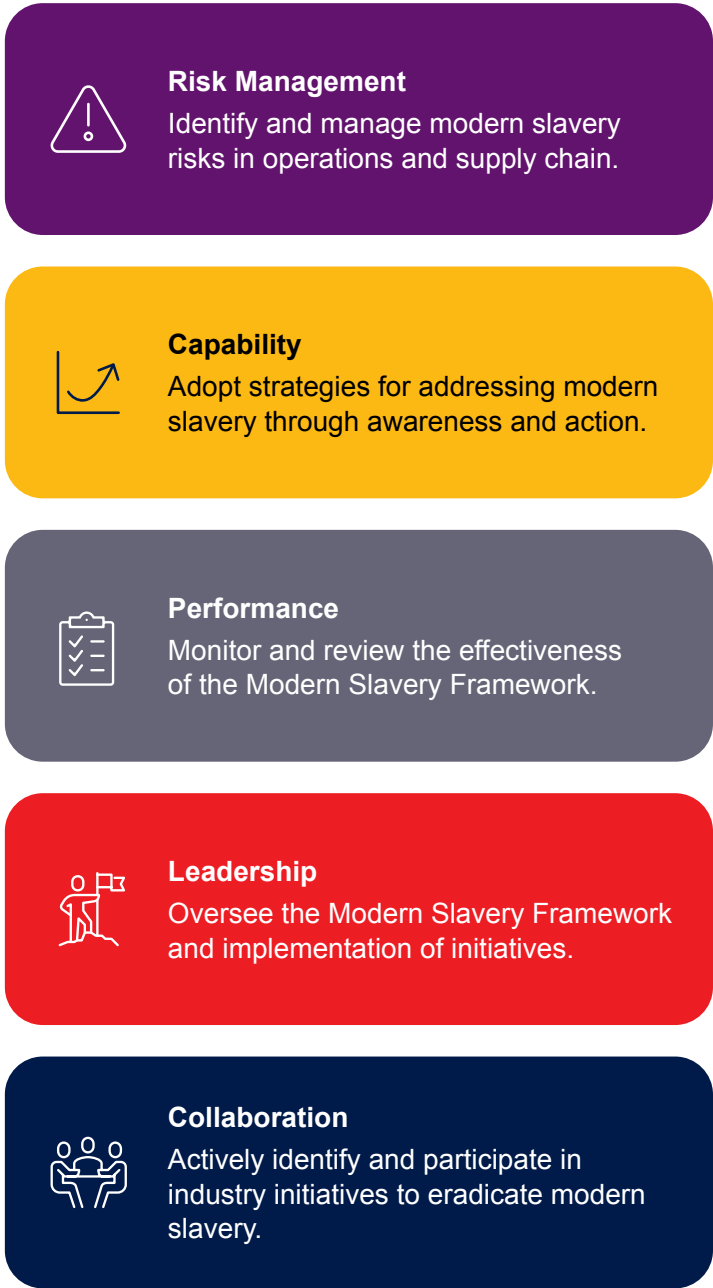 Risk Management
Identify and manage modern slavery
risks in operations and supply chain.
Capability
Adopt strategies for addressing modern
slavery through awareness and action.
Performance
Monitor and review the effectiveness
of the Modern Slavery Framework.
Leadership
Oversee the Modern Slavery Framework
and implementation of initiatives.
Collaboration
Actively identify and participate in
industry initiatives to eradicate modern
slavery.